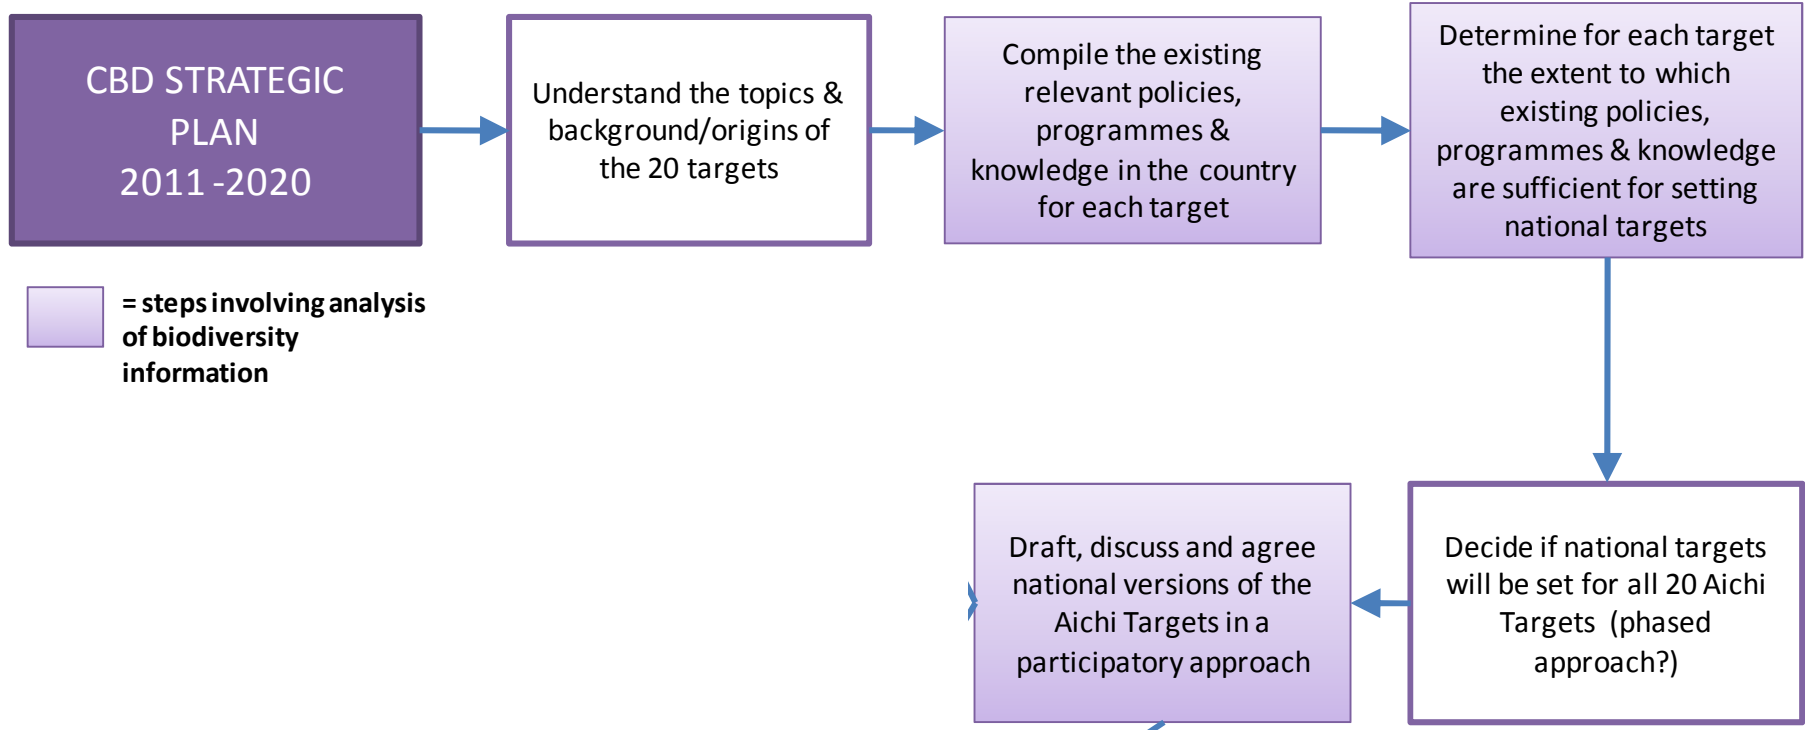 CBD STRATEGIC
PLAN
2011 -2020
Understand the topics &
background/origins of
the 20 targets
Compile the existing
relevant policies,
programmes &
knowledge in the country
for each target
Determine for each target
the extent to which
existing policies,
programmes & knowledge
are sufficient for setting
national targets
= steps involving analysis
of biodiversity
information
Draft, discuss and agree
national versions of the
Aichi Targets in a
participatory approach
Decide if national targets
will be set for all 20 Aichi
Targets (phased
approach?)